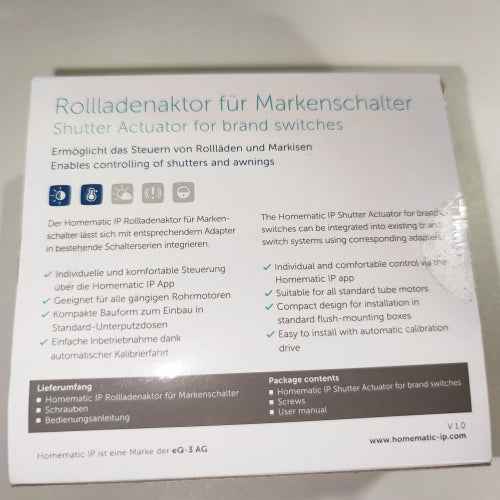 Rollladenaktor für Markenschalter
Shutter Actuator for brand switches
Ermöglicht das Steuern von Rollläden und Markisen
Enables controlling of shutters and awnings
Der Homematic IP Rollladenaktor für Marken-
schalter lässt sich mit entsprechendem Adapter
in bestehende Schalterserien integrieren.
✓ Individuelle und komfortable Steuerung
über die Homematic IP App
✓ Geeignet für alle gängigen Rohrmotoren
✓ Kompakte Bauform zum Einbau in
Standard-Unterputzdosen
✓ Einfache Inbetriebnahme dank
automatischer Kalibrierfahrt
The Homematic IP Shutter Actuator for brand
switches can be integrated into existing brand
switch systems using corresponding adapters.
✓ Individual and comfortable control via the
Homematic IP app
✓ Suitable for all standard tube motors
✓ Compact design for installation in
standard flush-mounting boxes
✓ Easy to install with automatic calibration
drive
Lieferumfang
■ Homematic IP Rollladenaktor für Markenschalter
■ Schrauben
■ Bedienungsanleitung
Package contents
■ Homematic IP Shutter Actuator for brand switches
■ Screws
■ User manual
Homematic IP ist eine Marke der eQ-3 AG
V 1.0
www.homematic-ip.com